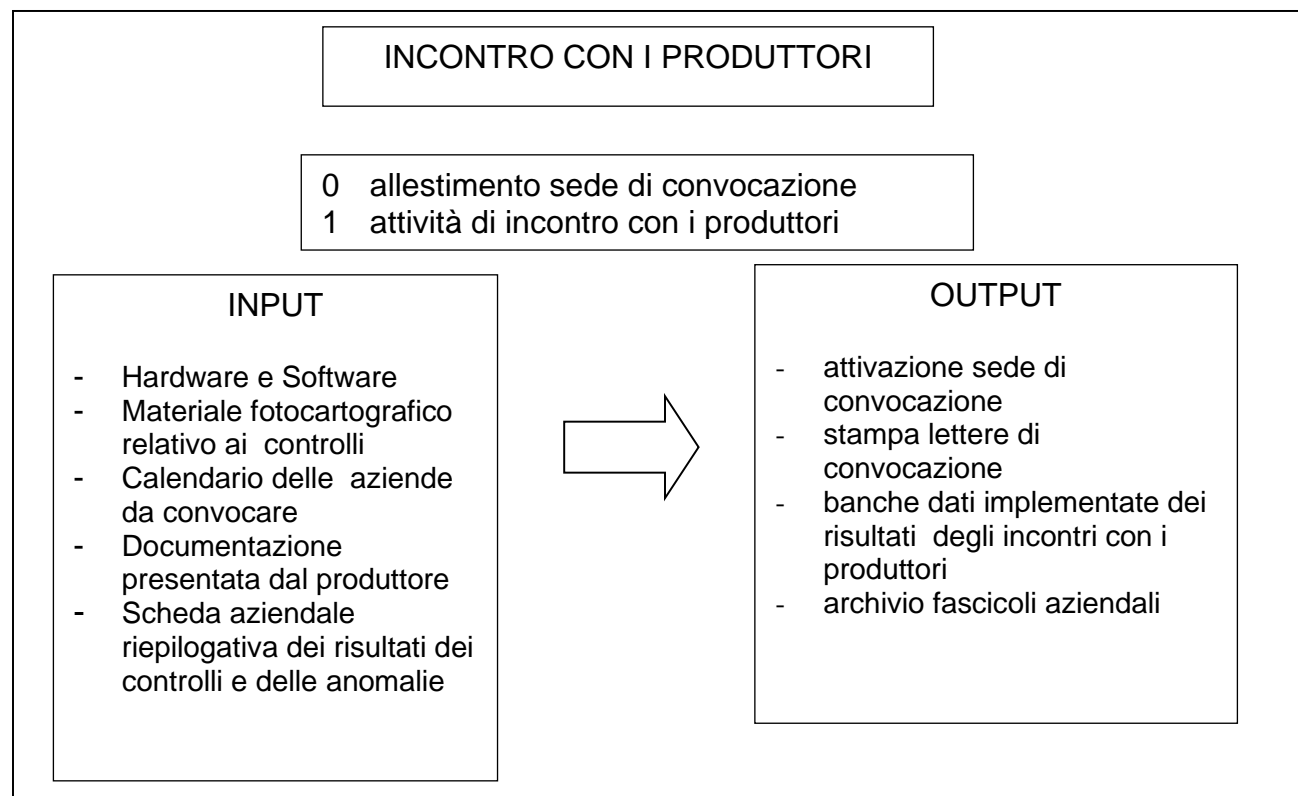 INCONTRO CON I PRODUTTORI
0 allestimento sede di convocazione
1 attività di incontro con i produttori
INPUT
- Hardware e Software
- Materiale fotocartografico
relativo ai controlli
- Calendario delle aziende
da convocare
- Documentazione
presentata dal produttore
- Scheda aziendale
riepilogativa dei risultati dei
controlli e delle anomalie
OUTPUT
- attivazione sede di
convocazione
- stampa lettere di
convocazione
- banche dati implementate dei
risultati degli incontri con i
produttori
- archivio fascicoli aziendali